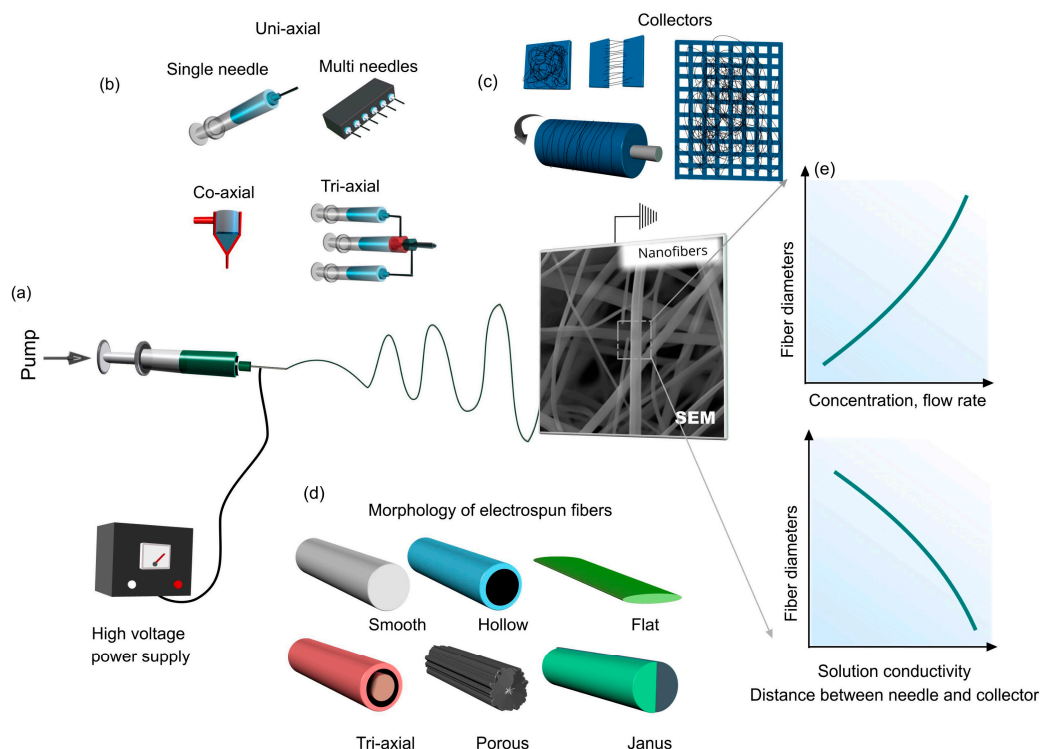 (a)
Pump
High voltage
power supply
(b)
Uni-axial
Single needle
Multi needles
Co-axial
Tri-axial
(c)
Collectors
Nanofibers
SEM
(d)
Morphology of electrospun fibers
Smooth
Hollow
Flat
Tri-axial
Porous
Janus
(e)
Fiber diameters
Concentration, flow rate
Fiber diameters
Solution conductivity
Distance between needle and collector